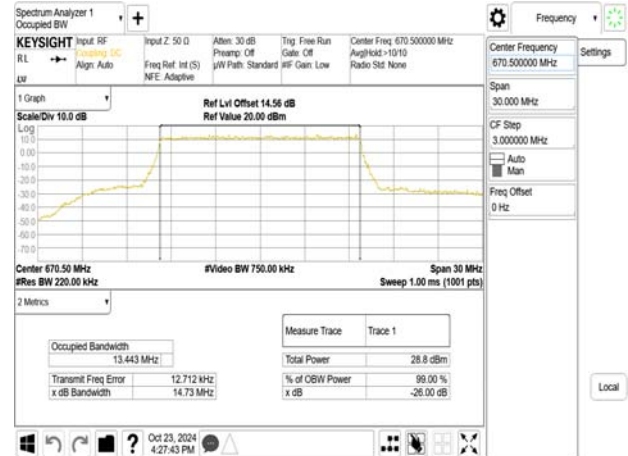 Spectrum Analyzer 1
Occupied BW
Frequency
KEYSIGHT
RL
Input: RF
Coupling: DC
Align: Auto
Input Z: 50 Ω
Freq Ref: Int (S)
NFE: Adaptive
Atten: 30 dB
Preamp: Off
µW Path: Standard
Trig: Free Run
Gate: Off
#IF Gain: Low
Center Freq: 670.500000 MHz
Avg|Hold:>10/10
Radio Std: None
Center Frequency
670.500000 MHz
Settings
Span
30.000 MHz
CF Step
3.000000 MHz
Auto
Man
Freq Offset
0 Hz
Local
1 Graph
Scale/Div 10.0 dB
Ref Lvl Offset 14.56 dB
Ref Value 20.00 dBm
Log
10.0
0.00
-10.0
-20.0
-30.0
-40.0
-50.0
-60.0
-70.0
Center 670.50 MHz
#Video BW 750.00 kHz
Span 30 MHz
#Res BW 220.00 kHz
Sweep 1.00 ms (1001 pts)
2 Metrics
Measure Trace
Trace 1
Occupied Bandwidth
13.443 MHz
Total Power
28.8 dBm
Transmit Freq Error
12.712 kHz
% of OBW Power
99.00 %
x dB Bandwidth
14.73 MHz
x dB
-26.00 dB
?
Oct 23, 2024
4:27:43 PM